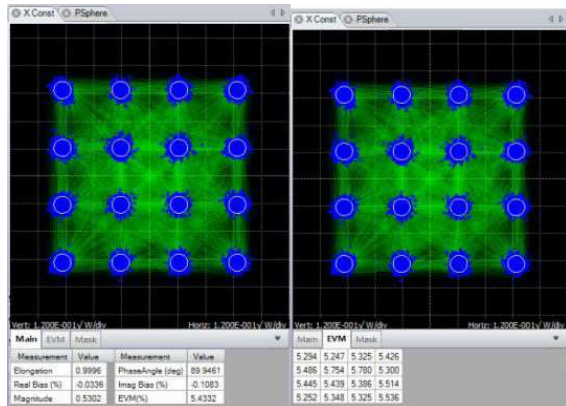 X Const PSphere
Vert: 1.200E-001√ W/div Horiz: 1.200E-001√ W/div
Main EVM Mask
Measurement Value Measurement Value
Elongation 0.9996 PhaseAngle (deg) 89.9461
Real Bias (%) -0.0336 Imag Bias (%) -0.1083
Magnitude 0.5302 EVM(%) 5.4332
X Const PSphere
Vert: 1.200E-001√ W/div Horiz: 1.200E-001√ W/div
Main EVM Mask
5.294 5.247 5.325 5.426
5.486 5.754 5.780 5.300
5.445 5.439 5.386 5.514
5.252 5.348 5.325 5.536